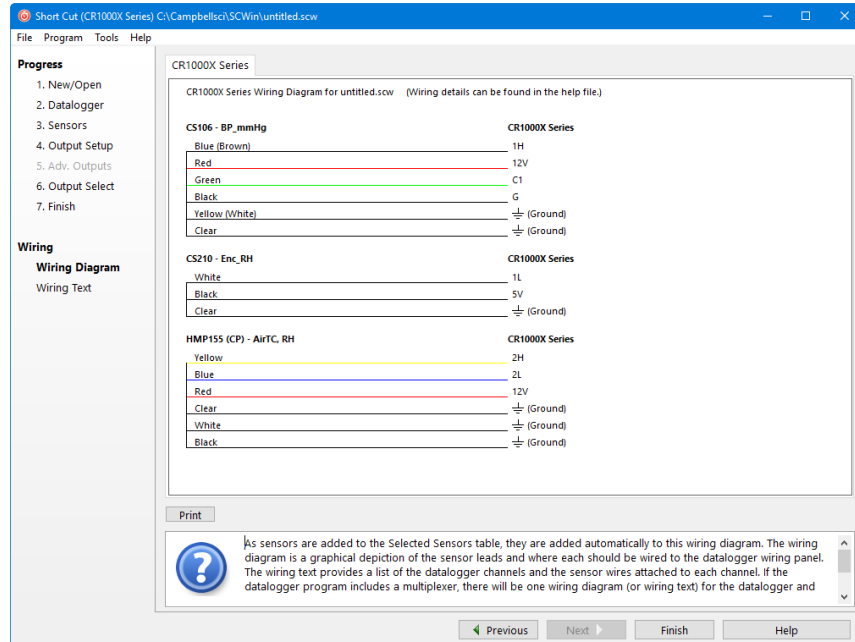 Short Cut (CR1000X Series) C:\Campbellsci\SCWin\untitled.scw
File Program Tools Help
Progress
1. New/Open
2. Datalogger
3. Sensors
4. Output Setup
5. Adv. Outputs
6. Output Select
7. Finish
Wiring
Wiring Diagram
Wiring Text
CR1000X Series
CR1000X Series Wiring Diagram for untitled.scw (Wiring details can be found in the help file.)
CS106 - BP_mmHg CR1000X Series
Blue (Brown) 1H
Red 12V
Green C1
Black G
Yellow (White) (Ground)
Clear (Ground)
CS210 - Enc_RH CR1000X Series
White 1L
Black 5V
Clear (Ground)
HMP155 (CP) - AirTC, RH CR1000X Series
Yellow 2H
Blue 2L
Red 12V
Clear (Ground)
White (Ground)
Black (Ground)
Print
As sensors are added to the Selected Sensors table, they are added automatically to this wiring diagram. The wiring
diagram is a graphical depiction of the sensor leads and where each should be wired to the datalogger wiring panel.
The wiring text provides a list of the datalogger channels and the sensor wires attached to each channel. If the
datalogger program includes a multiplexer, there will be one wiring diagram (or wiring text) for the datalogger and
Previous Next Finish Help